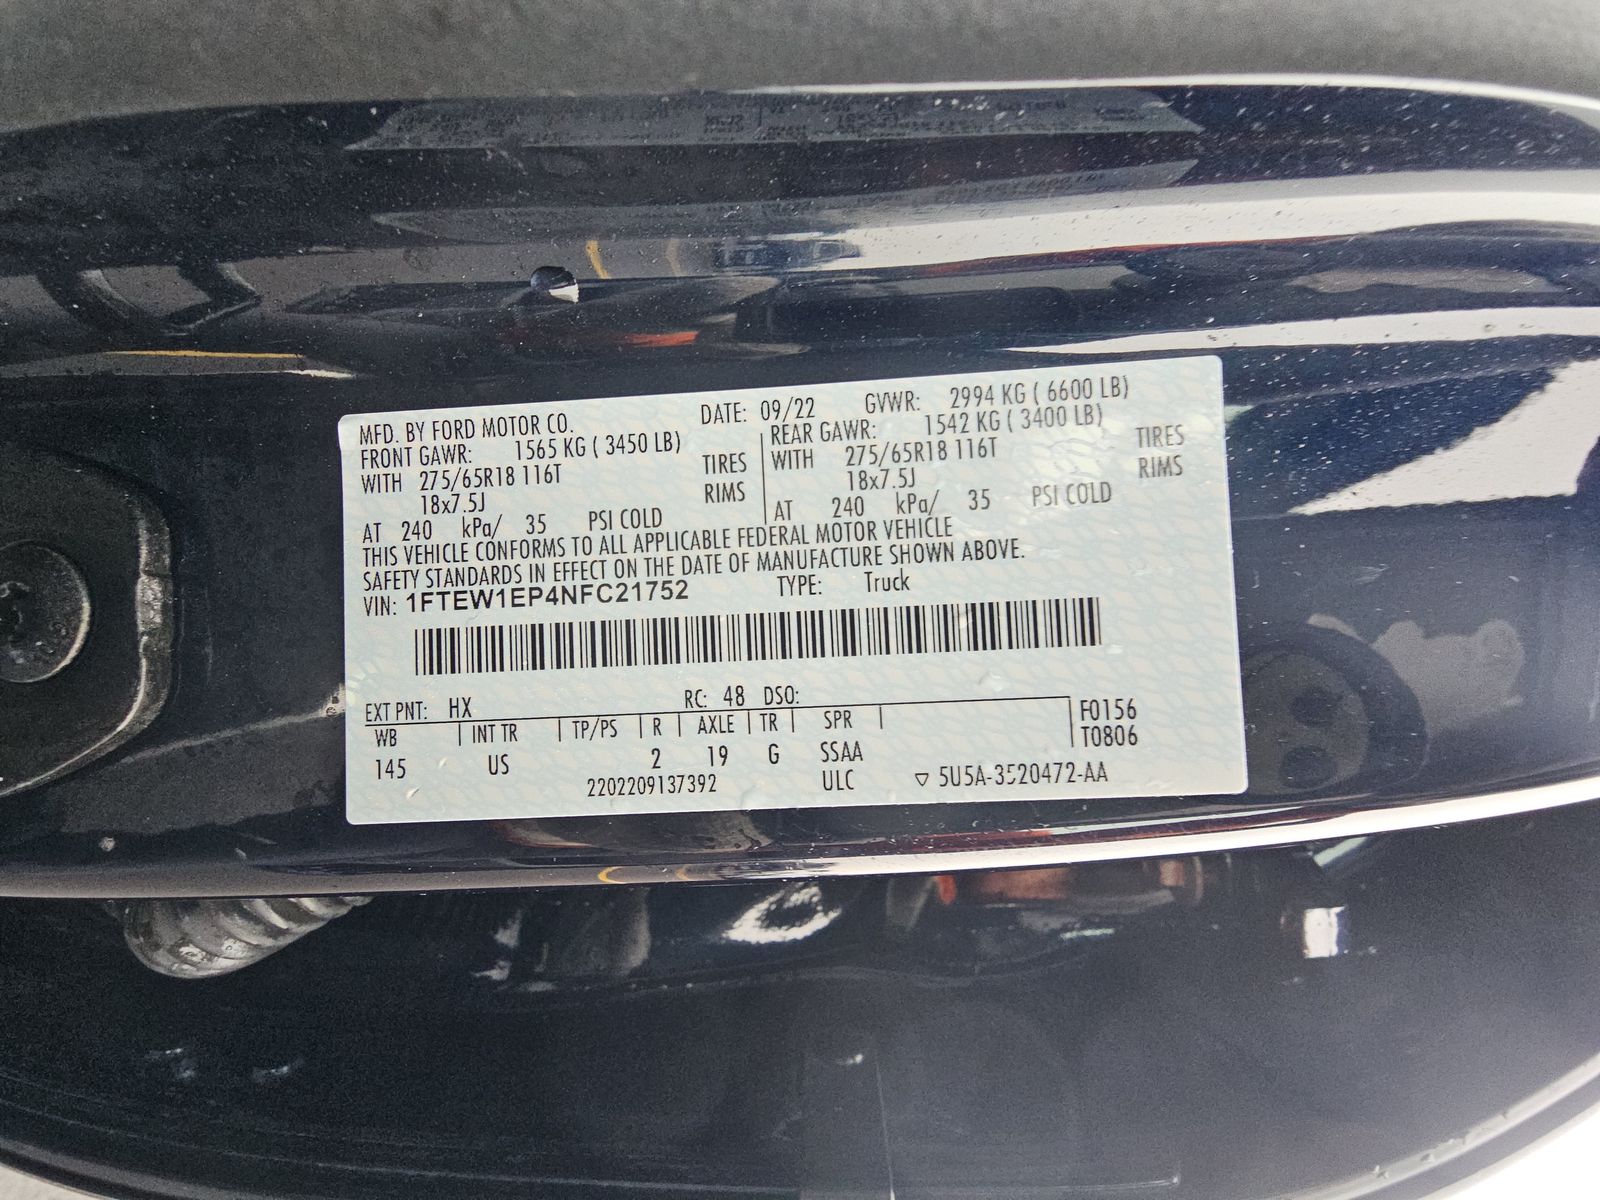 MFD. BY FORD MOTOR CO. DATE: 09/22 GVWR: 2994 KG ( 6600 LB)
FRONT GAWR: 1565 KG ( 3450 LB) REAR GAWR: 1542 KG ( 3400 LB)
WITH 275/65R18 116T TIRES WITH 275/65R18 116T TIRES
18x7.5J RIMS 18x7.5J RIMS
AT 240 kPa/ 35 PSI COLD AT 240 kPa/ 35 PSI COLD
THIS VEHICLE CONFORMS TO ALL APPLICABLE FEDERAL MOTOR VEHICLE
SAFETY STANDARDS IN EFFECT ON THE DATE OF MANUFACTURE SHOWN ABOVE.
VIN: 1FTEW1EP4NFC21752 TYPE: Truck
EXT PNT: HX RC: 48 DSO:
WB INT TR TP/PS R AXLE TR SPR F0156
145 US 2 19 G SSAA T0806
2202209137392 ULC ▽ 5U5A-3520472-AA